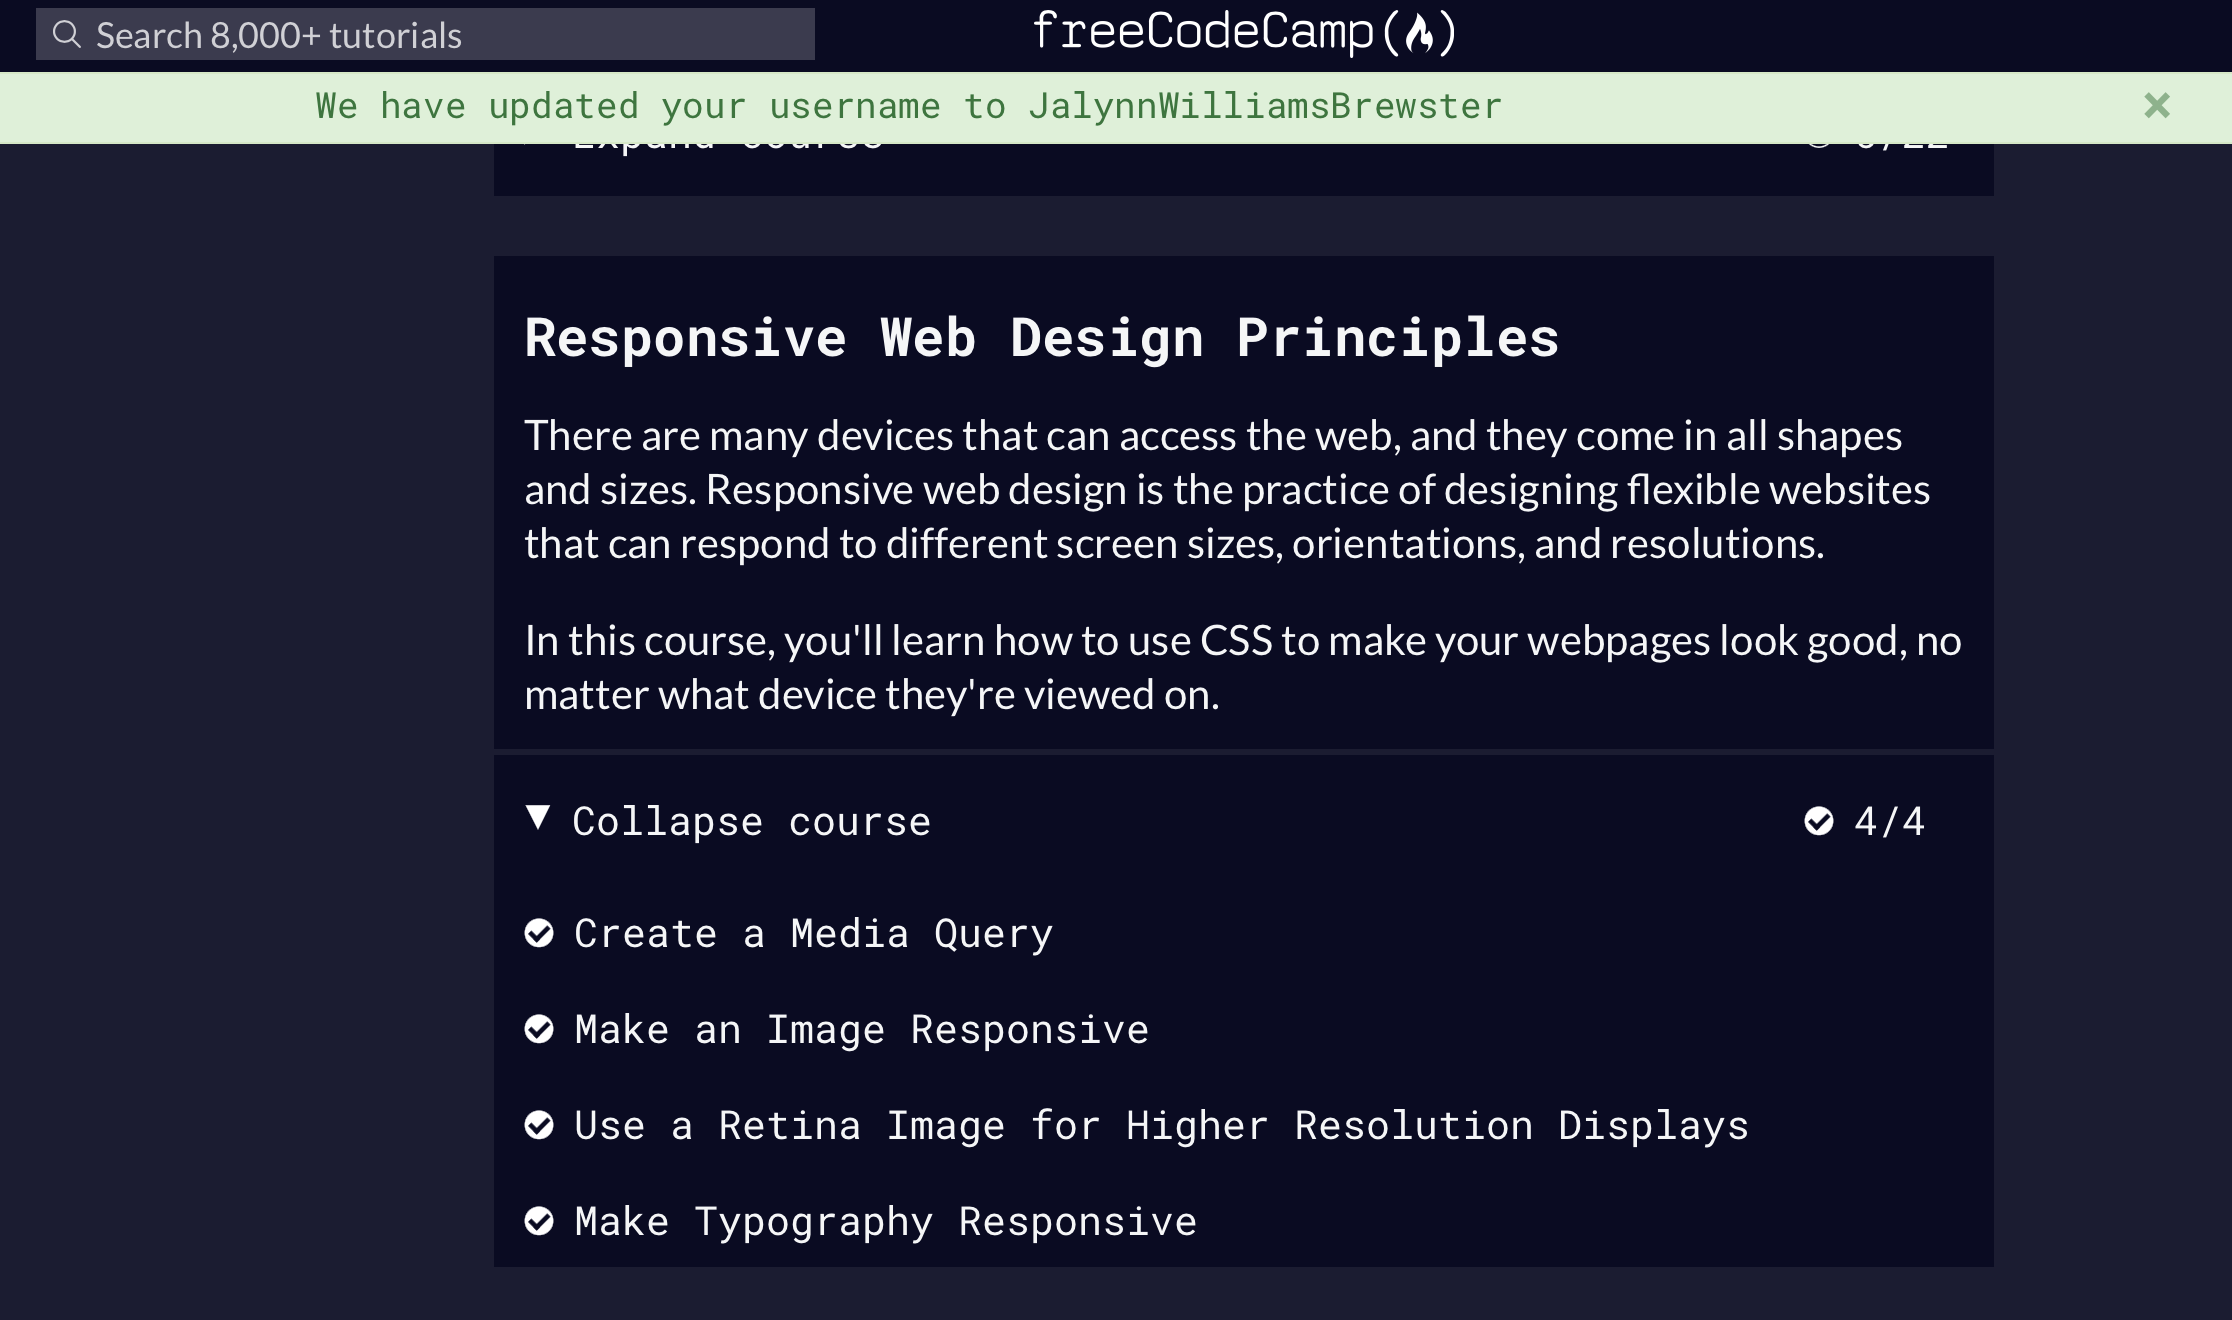 Search 8,000+ tutorials
freeCodeCamp
We have updated your username to JalynnWilliamsBrewster
Expand course
Responsive Web Design Principles
There are many devices that can access the web, and they come in all shapes
and sizes. Responsive web design is the practice of designing flexible websites
that can respond to different screen sizes, orientations, and resolutions.
In this course, you'll learn how to use CSS to make your webpages look good, no
matter what device they're viewed on.
Collapse course 4/4
Create a Media Query
Make an Image Responsive
Use a Retina Image for Higher Resolution Displays
Make Typography Responsive